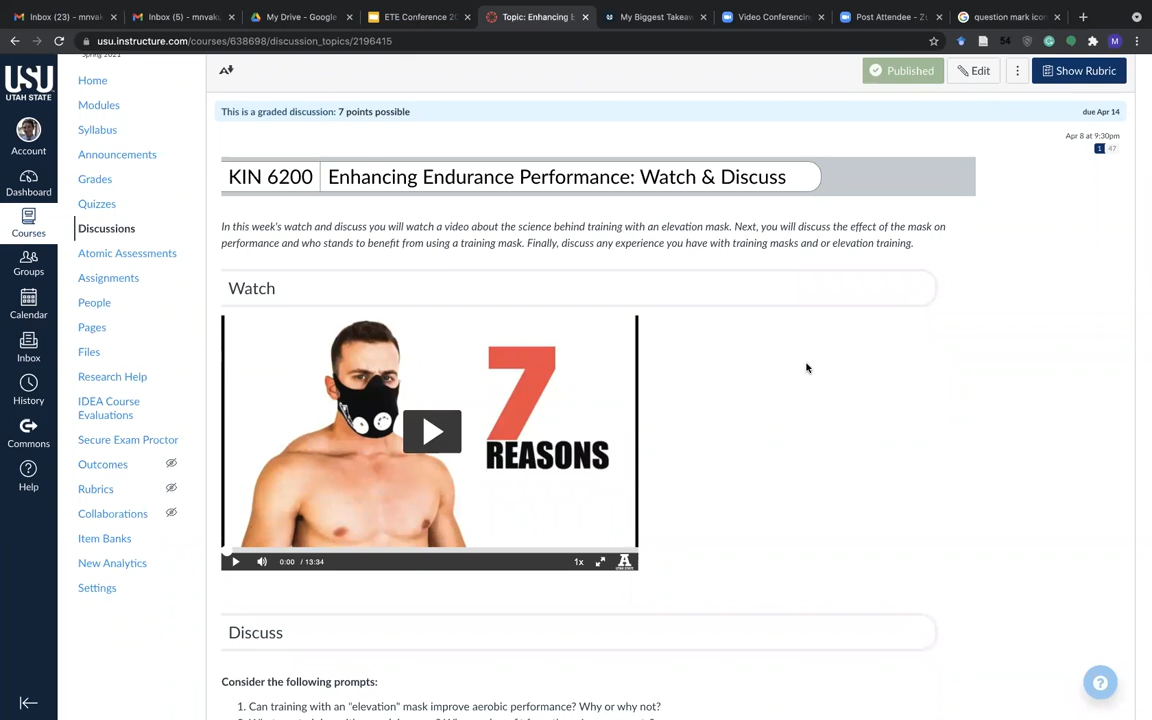 Inbox (23) - mnvak
Inbox (5) - mnvaku
My Drive - Google
ETE Conference 20
Topic: Enhancing E
My Biggest Takeaw
Video Conferencin
Post Attendee - Zo
question mark icon
usu.instructure.com/courses/638698/discussion_topics/2196415
54
M
Spring 2021
USU
UTAH STATE
Account
Dashboard
Courses
Groups
Calendar
Inbox
History
Commons
Help
Home
Modules
Syllabus
Announcements
Grades
Quizzes
Discussions
Atomic Assessments
Assignments
People
Pages
Files
Research Help
IDEA Course
Evaluations
Secure Exam Proctor
Outcomes
Rubrics
Collaborations
Item Banks
New Analytics
Settings
Published
Edit
Show Rubric
This is a graded discussion: 7 points possible
due Apr 14
Apr 8 at 9:30pm
1 47
KIN 6200 Enhancing Endurance Performance: Watch & Discuss
In this week's watch and discuss you will watch a video about the science behind training with an elevation mask. Next, you will discuss the effect of the mask on
performance and who stands to benefit from using a training mask. Finally, discuss any experience you have with training masks and or elevation training.
Watch
7
REASONS
0:00 / 13:34
1x
A
UTAH STATE
Discuss
Consider the following prompts:
1. Can training with an "elevation" mask improve aerobic performance? Why or why not?
?